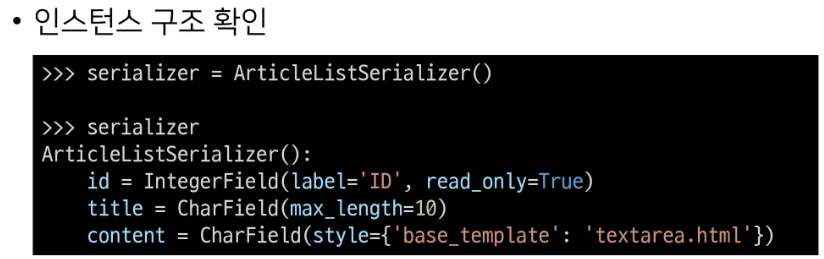 • 인스턴스 구조 확인
>>> serializer = ArticleListSerializer()
>>> serializer
ArticleListSerializer():
    id = IntegerField(label='ID', read_only=True)
    title = CharField(max_length=10)
    content = CharField(style={'base_template': 'textarea.html'})